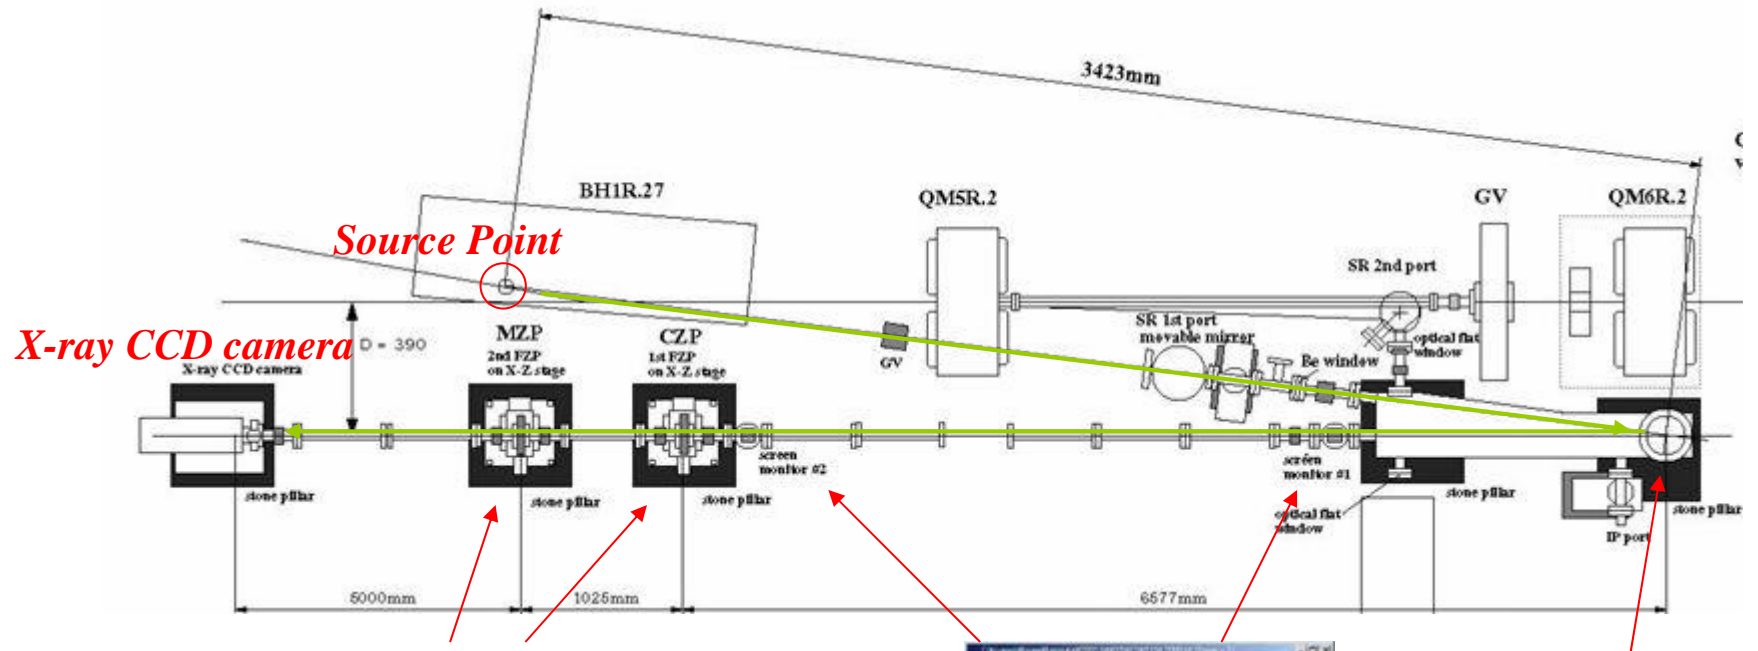 3423mm
BH1R.27
QM5R.2
GV
QM6R.2
Source Point
SR 2nd port
X-ray CCD camera
D = 390
X-ray CCD camera
MZP
2nd FZP
on X-Z stage
CZP
1st FZP
on X-Z stage
GV
SR 1st port
movable mirror
Be window
optical flat
window
screen
monitor #2
screen
monitor #1
stone pillar
stone pillar
stone pillar
stone pillar
stone pillar
optical flat
window
IP port
5000mm
1025mm
6577mm